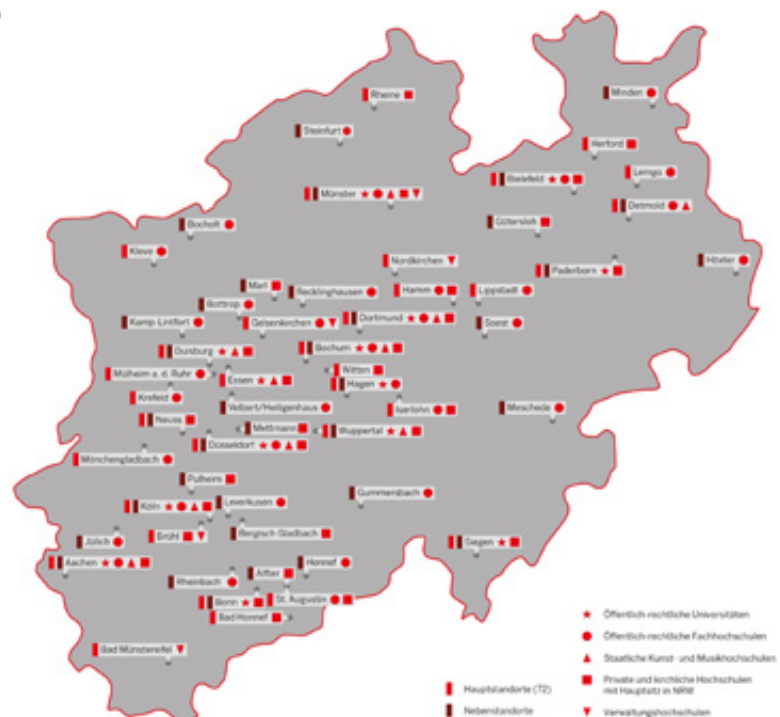 Rheine
Minden
Steinfurt
Herford
Lemgo
Bielefeld
Münster
Detmold
Gütersloh
Bocholt
Kleve
Nordkirchen
Höxter
Paderborn
Marl
Recklinghausen
Hamm
Lippstadt
Bottrop
Kamp Lintfort
Gelsenkirchen
Dortmund
Soest
Duisburg
Bochum
Mülheim a. d. Ruhr
Witten
Essen
Hagen
Krefeld
Velbert/Heiligenhaus
Iserlohn
Meschede
Neuss
Mettmann
Wuppertal
Düsseldorf
Mönchengladbach
Pulheim
Gummersbach
Köln
Leverkusen
Jülich
Brühl
Bergisch Gladbach
Siegen
Aachen
Hennef
Rheinbach
Alfter
Bonn
St. Augustin
Bad Honnef
Bad Münstereifel
Öffentlich-rechtliche Universitäten
Öffentlich-rechtliche Fachhochschulen
Staatliche Kunst- und Musikhochschulen
Private und kirchliche Hochschulen
mit Hauptsitz in NRW
Verwaltungshochschulen
Hauptstandorte (72)
Nebenstandorte